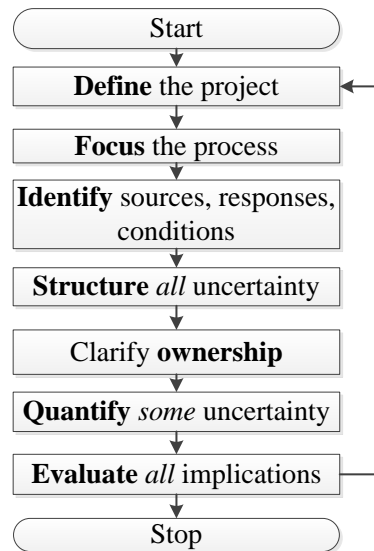 Start
Define the project
Focus the process
Identify sources, responses,
conditions
Structure all uncertainty
Clarify ownership
Quantify some uncertainty
Evaluate all implications
Stop